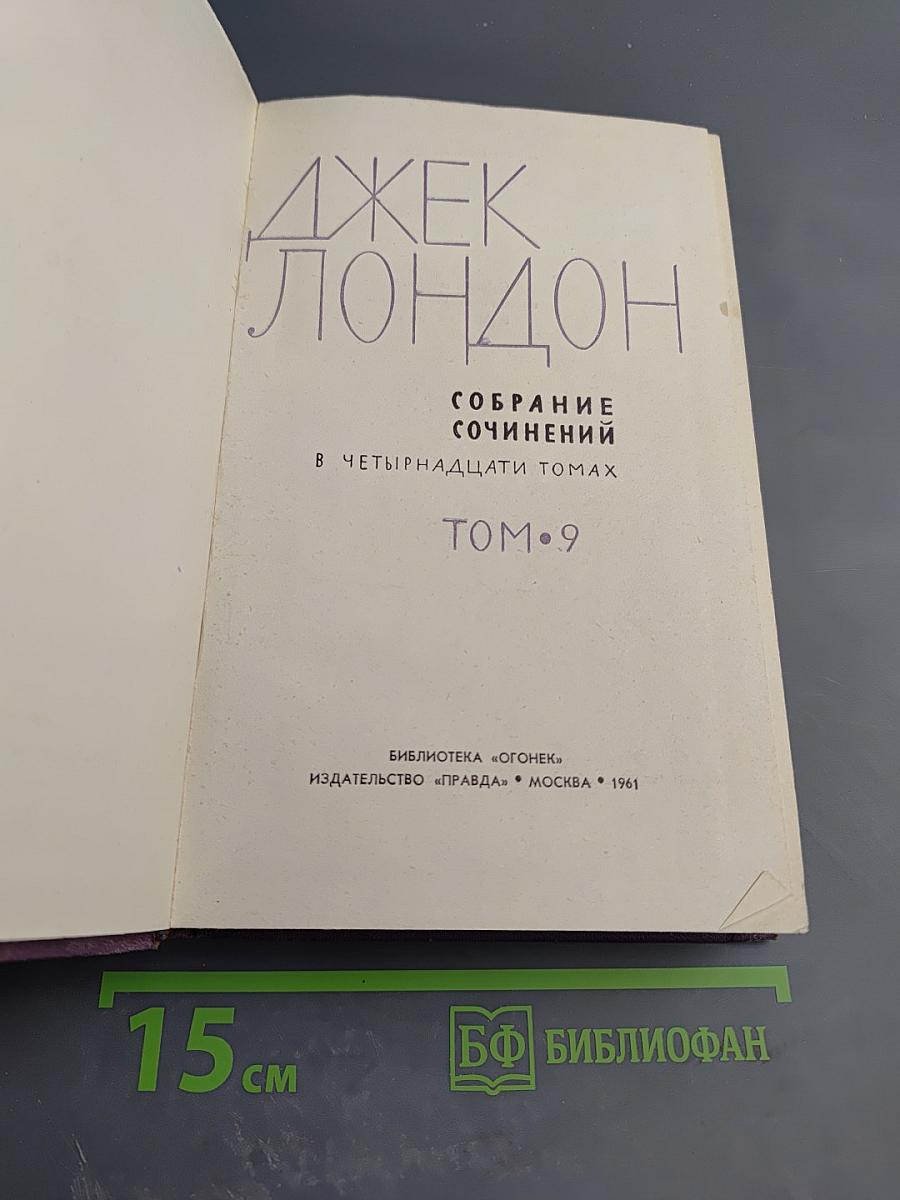 ДЖЕК
ЛОНДОН
СОБРАНИЕ
СОЧИНЕНИЙ
В ЧЕТЫРНАДЦАТИ ТОМАХ
ТОМ•9
БИБЛИОТЕКА «ОГОНЕК»
ИЗДАТЕЛЬСТВО «ПРАВДА» • МОСКВА • 1961
15 см
БФ БИБЛИОФАН